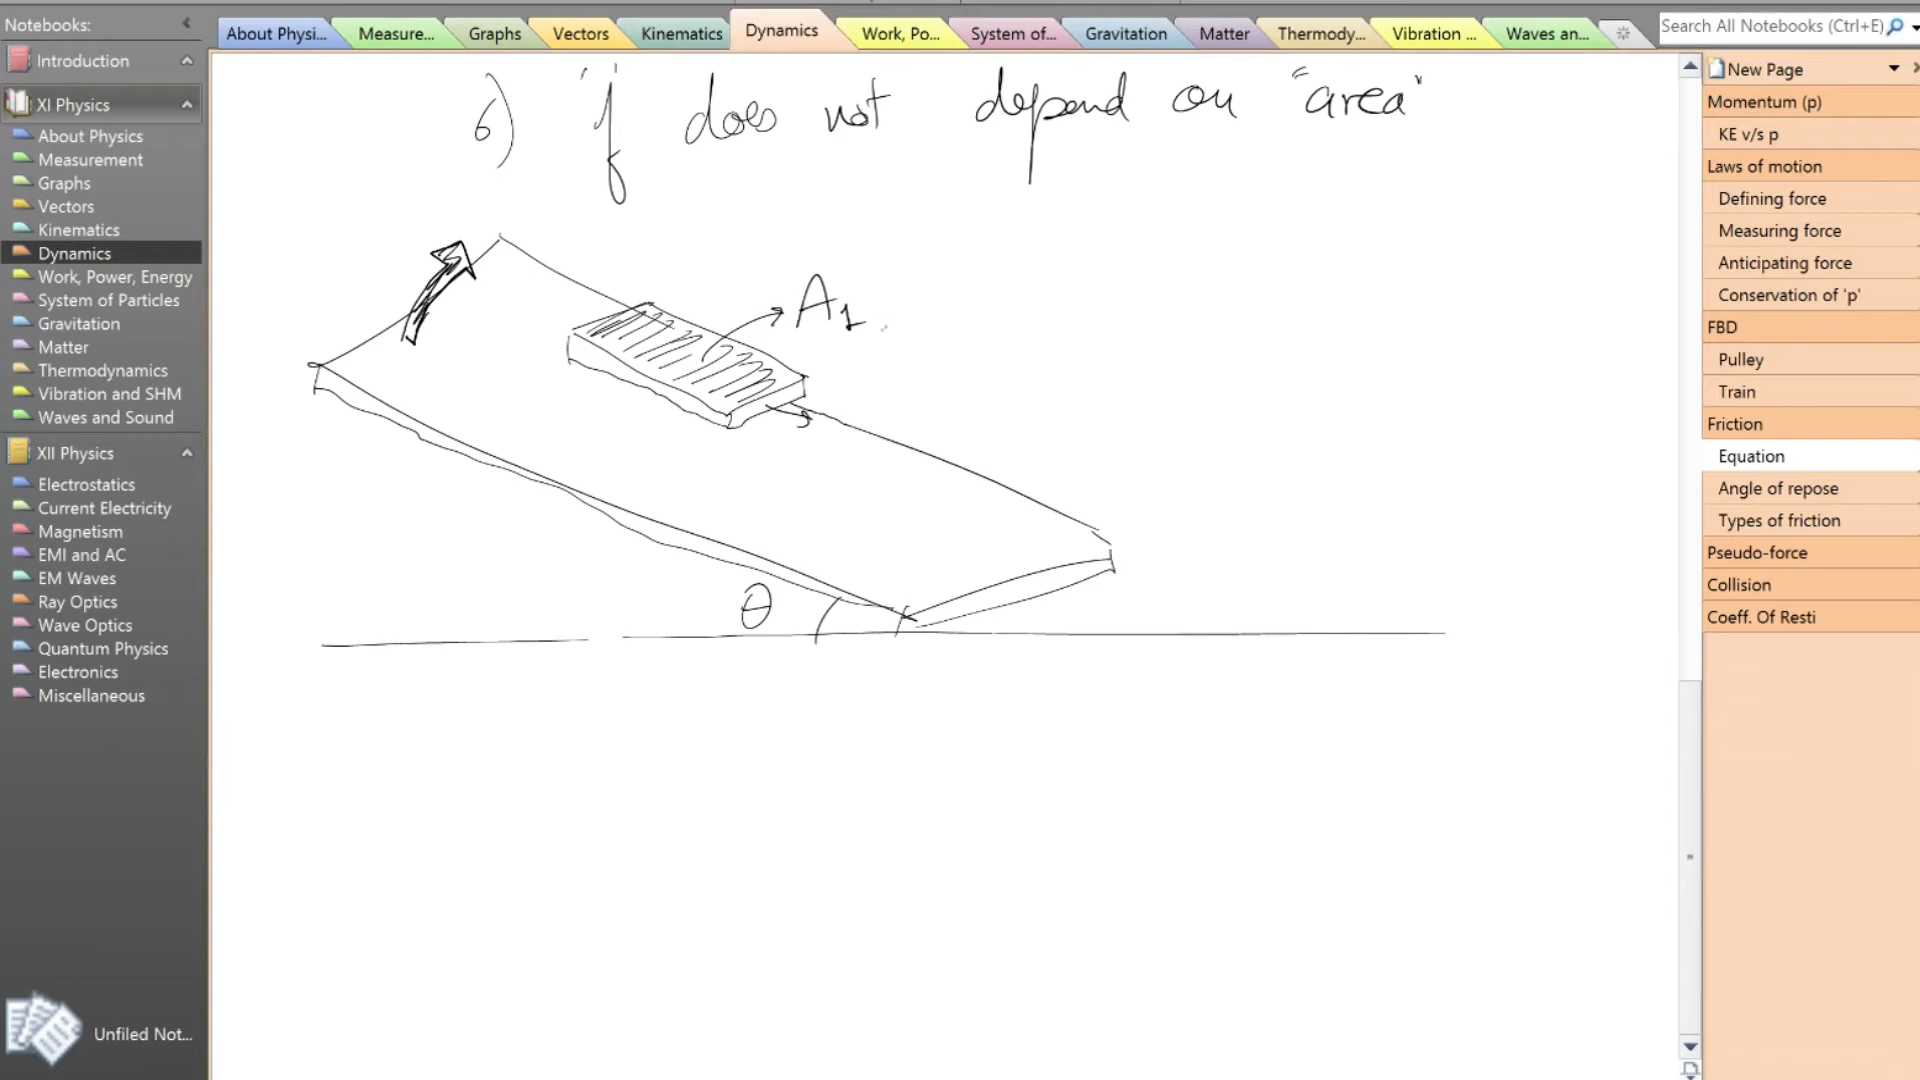 Notebooks:
Introduction
XI Physics
About Physics
Measurement
Graphs
Vectors
Kinematics
Dynamics
Work, Power, Energy
System of Particles
Gravitation
Matter
Thermodynamics
Vibration and SHM
Waves and Sound
XII Physics
Electrostatics
Current Electricity
Magnetism
EMI and AC
EM Waves
Ray Optics
Wave Optics
Quantum Physics
Electronics
Miscellaneous
Unfiled Not...
About Physi... Measure... Graphs Vectors Kinematics Dynamics Work, Po... System of... Gravitation Matter Thermody... Vibration ... Waves an...
Search All Notebooks (Ctrl+E)
6) 'f' does not depend on "area"
A1
θ
New Page
Momentum (p)
KE v/s p
Laws of motion
Defining force
Measuring force
Anticipating force
Conservation of 'p'
FBD
Pulley
Train
Friction
Equation
Angle of repose
Types of friction
Pseudo-force
Collision
Coeff. Of Resti